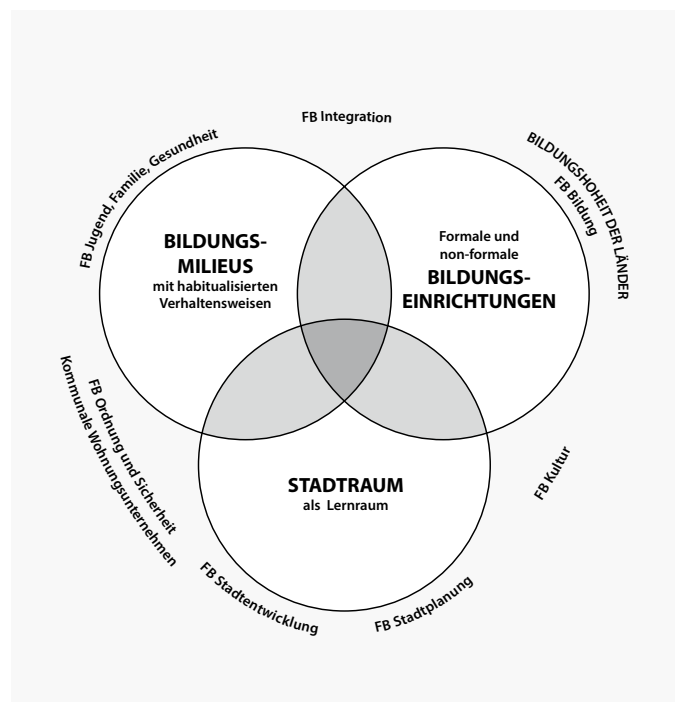 FB Integration
FB Jugend, Familie, Gesundheit
BILDUNGSHOHEIT DER LÄNDER
FB Bildung
BILDUNGS-
MILIEUS
mit habitualisierten
Verhaltensweisen
Formale und
non-formale
BILDUNGS-
EINRICHTUNGEN
FB Ordnung und Sicherheit
Kommunale Wohnungsunternehmen
FB Kultur
STADTRAUM
als Lernraum
FB Stadtentwicklung
FB Stadtplanung